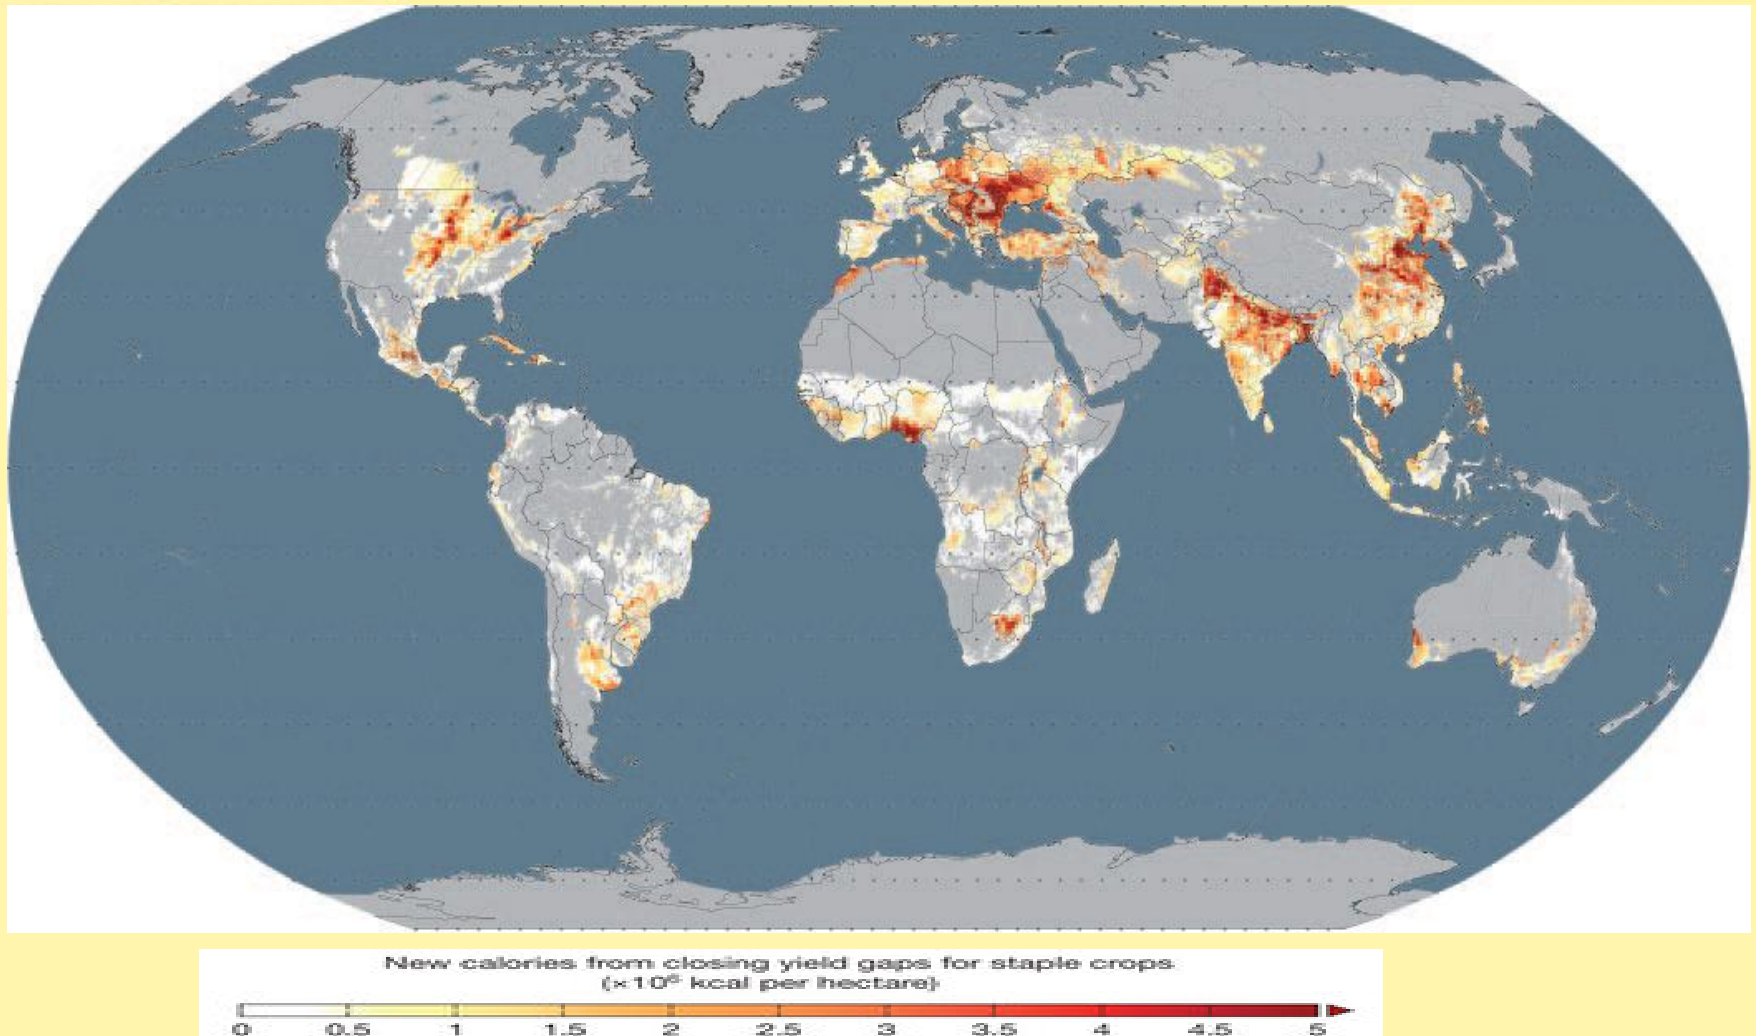 New calories from closing yield gaps for staple crops
(×10⁶ kcal per hectare)
0 0.5 1 1.5 2 2.5 3 3.5 4 4.5 5